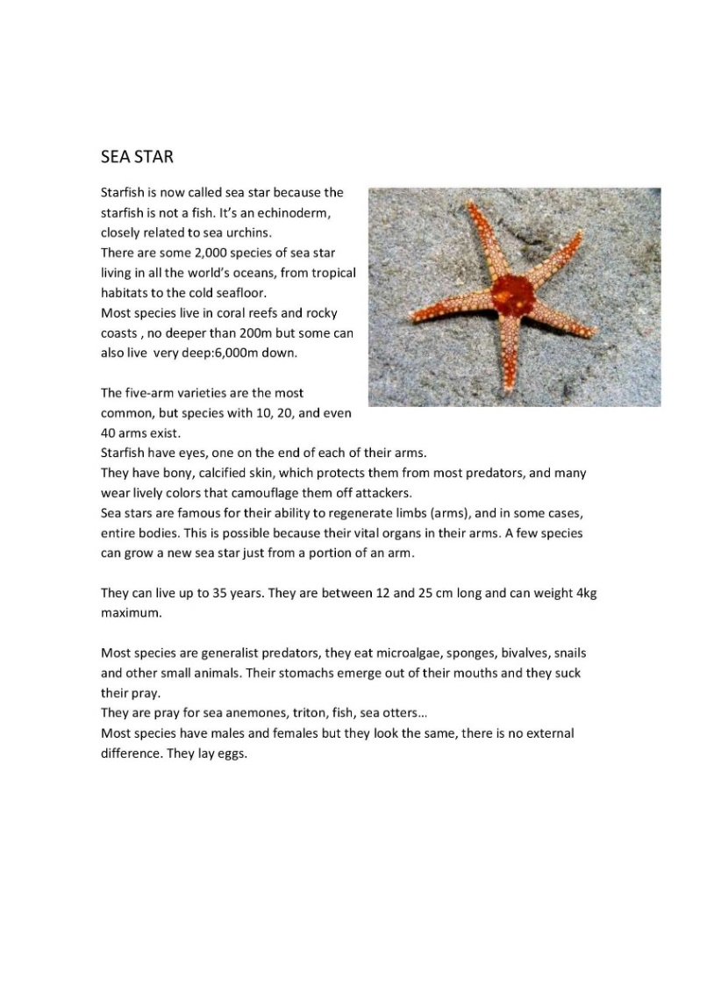 SEA STAR
Starfish is now called sea star because the
starfish is not a fish. It's an echinoderm,
closely related to sea urchins.
There are some 2,000 species of sea star
living in all the world's oceans, from tropical
habitats to the cold seafloor.
Most species live in coral reefs and rocky
coasts , no deeper than 200m but some can
also live  very deep:6,000m down.
The five-arm varieties are the most
common, but species with 10, 20, and even
40 arms exist.
Starfish have eyes, one on the end of each of their arms.
They have bony, calcified skin, which protects them from most predators, and many
wear lively colors that camouflage them off attackers.
Sea stars are famous for their ability to regenerate limbs (arms), and in some cases,
entire bodies. This is possible because their vital organs in their arms. A few species
can grow a new sea star just from a portion of an arm.
They can live up to 35 years. They are between 12 and 25 cm long and can weight 4kg
maximum.
Most species are generalist predators, they eat microalgae, sponges, bivalves, snails
and other small animals. Their stomachs emerge out of their mouths and they suck
their pray.
They are pray for sea anemones, triton, fish, sea otters…
Most species have males and females but they look the same, there is no external
difference. They lay eggs.